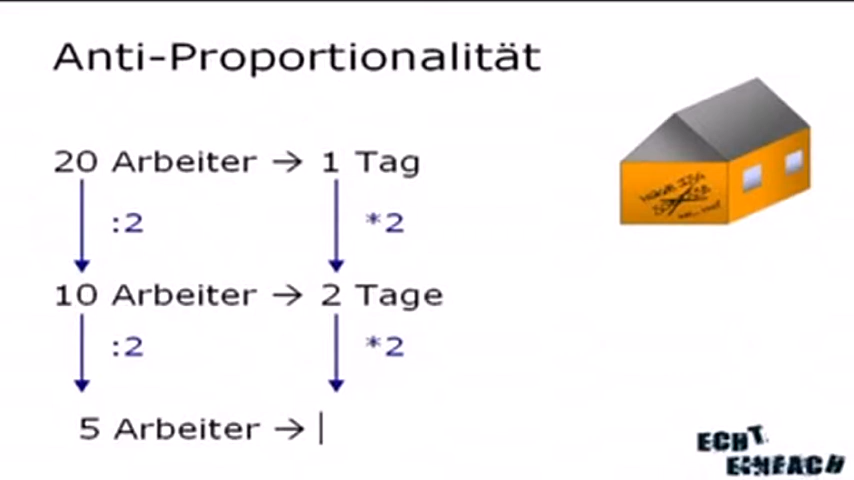 Anti-Proportionalität
20 Arbeiter → 1 Tag
:2 *2
10 Arbeiter → 2 Tage
:2 *2
5 Arbeiter →
ECHT
EINFACH